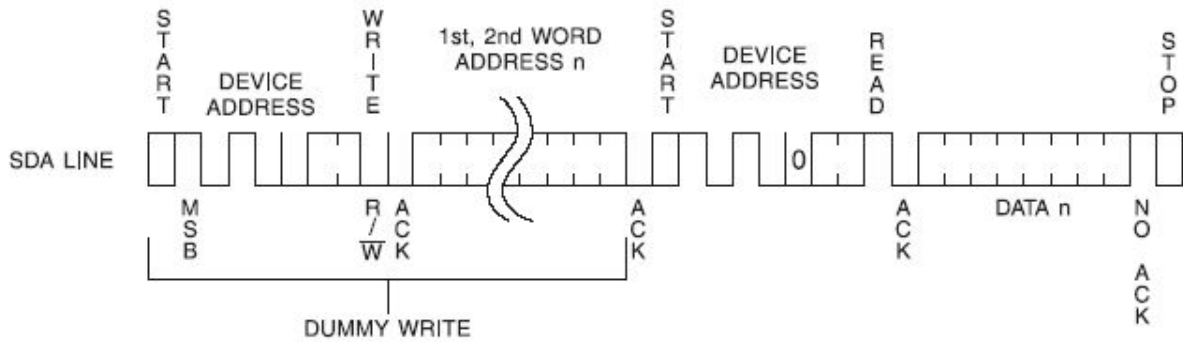 START
WRITE
1st, 2nd WORD
ADDRESS n
START
DEVICE
ADDRESS
READ
STOP
DEVICE
ADDRESS
SDA LINE
0
MSB
R/W
ACK
ACK
ACK
DATA n
NO ACK
DUMMY WRITE